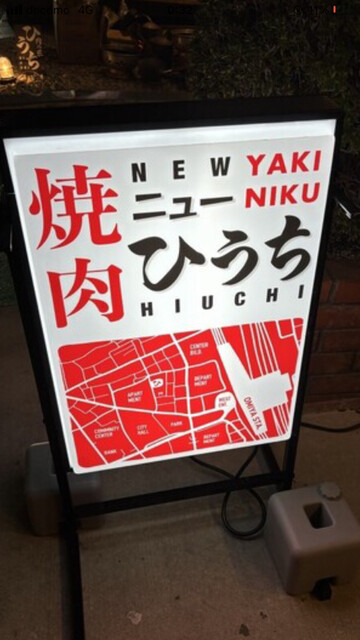 焼肉
NEW
ニュー
YAKI
NIKU
ひうち
HIUCHI
CENTER
BILD.
DEPART
MENT
APART
MENT
WEST
EXIT
OMIYA STA.
COMMUNITY
CENTER
CITY
HALL
PARK
DEPART
MENT
BANK